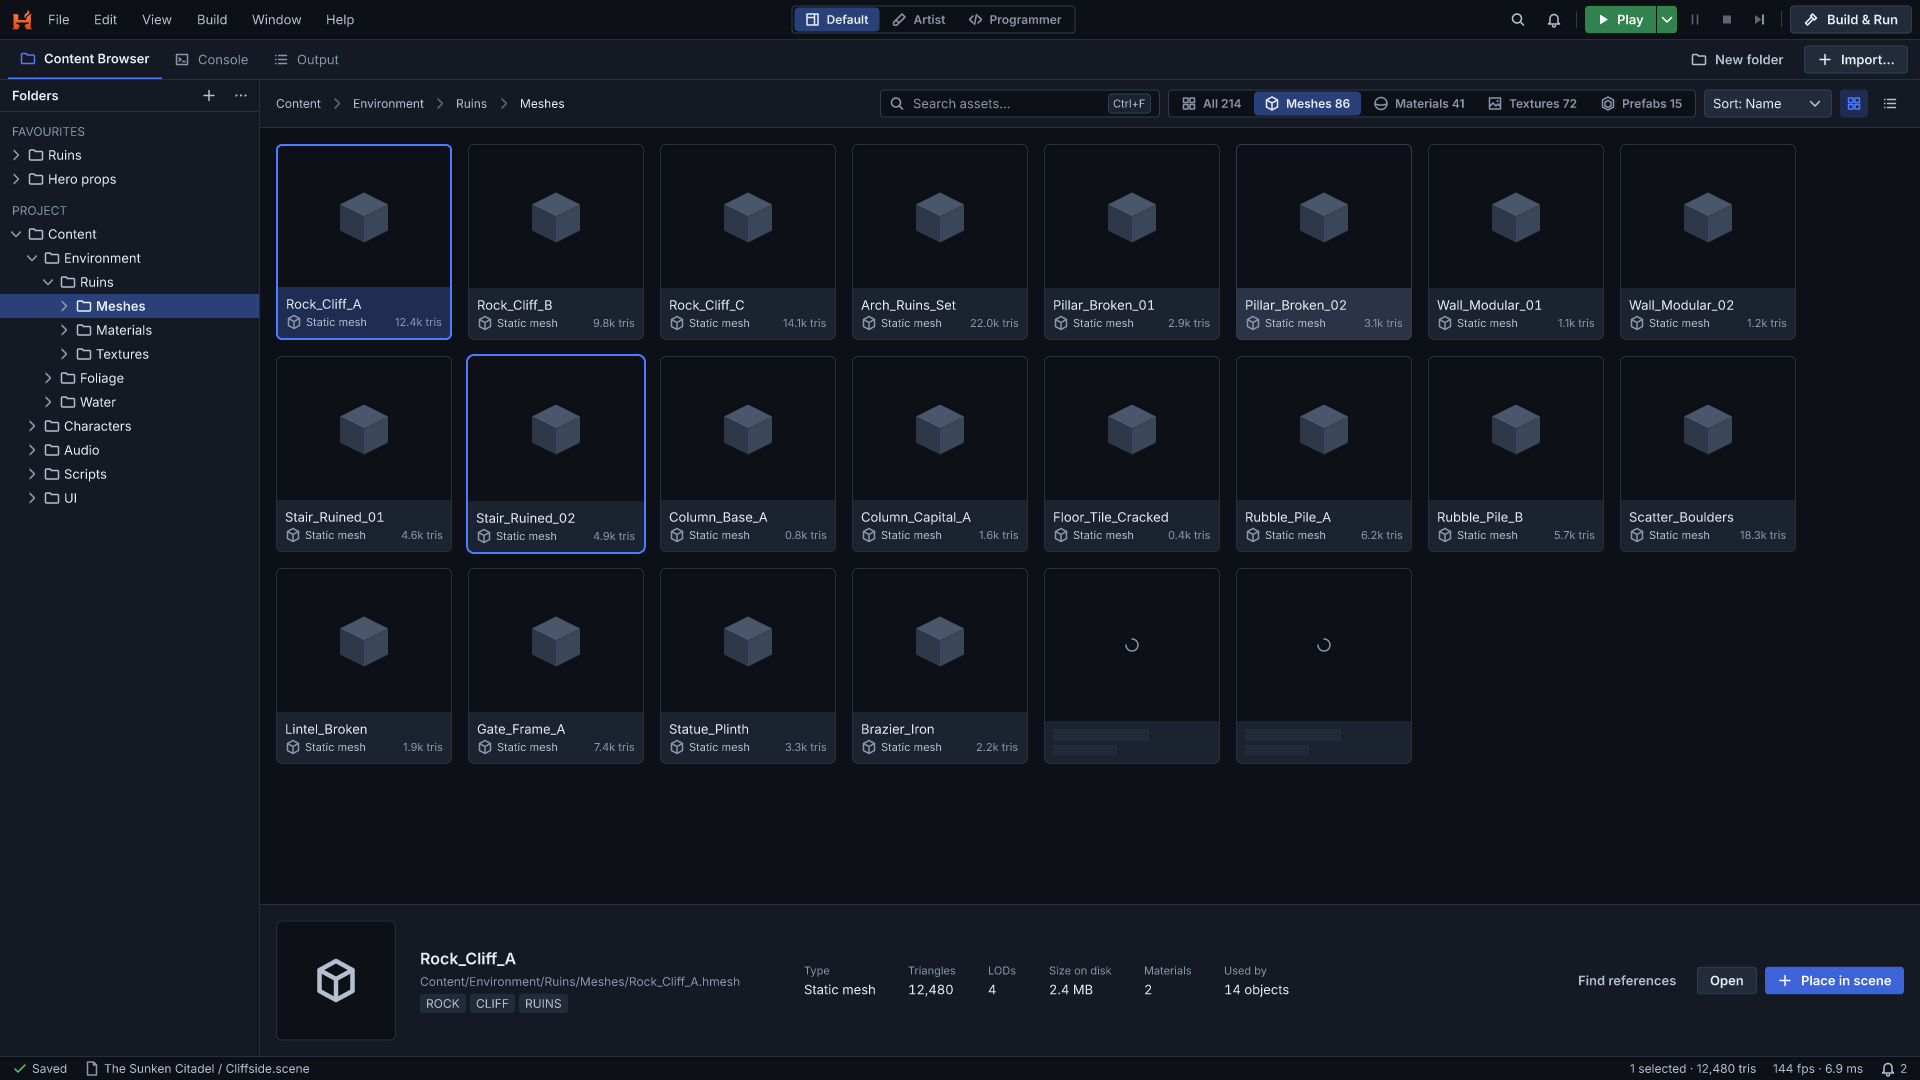 File Edit View Build Window Help Default Artist Programmer Play Build & Run
Content Browser Console Output New folder Import...
Folders
Content Environment Ruins Meshes Search assets... Ctrl+F All 214 Meshes 86 Materials 41 Textures 72 Prefabs 15 Sort: Name
FAVOURITES
Ruins
Hero props
PROJECT
Content
Environment
Ruins
Meshes
Materials
Textures
Foliage
Water
Characters
Audio
Scripts
UI
Rock_Cliff_A
Static mesh 12.4k tris
Rock_Cliff_B
Static mesh 9.8k tris
Rock_Cliff_C
Static mesh 14.1k tris
Arch_Ruins_Set
Static mesh 22.0k tris
Pillar_Broken_01
Static mesh 2.9k tris
Pillar_Broken_02
Static mesh 3.1k tris
Wall_Modular_01
Static mesh 1.1k tris
Wall_Modular_02
Static mesh 1.2k tris
Stair_Ruined_01
Static mesh 4.6k tris
Stair_Ruined_02
Static mesh 4.9k tris
Column_Base_A
Static mesh 0.8k tris
Column_Capital_A
Static mesh 1.6k tris
Floor_Tile_Cracked
Static mesh 0.4k tris
Rubble_Pile_A
Static mesh 6.2k tris
Rubble_Pile_B
Static mesh 5.7k tris
Scatter_Boulders
Static mesh 18.3k tris
Lintel_Broken
Static mesh 1.9k tris
Gate_Frame_A
Static mesh 7.4k tris
Statue_Plinth
Static mesh 3.3k tris
Brazier_Iron
Static mesh 2.2k tris
Rock_Cliff_A
Content/Environment/Ruins/Meshes/Rock_Cliff_A.hmesh
ROCK CLIFF RUINS
Type Triangles LODs Size on disk Materials Used by
Static mesh 12,480 4 2.4 MB 2 14 objects
Find references Open Place in scene
Saved The Sunken Citadel / Cliffside.scene 1 selected · 12,480 tris 144 fps · 6.9 ms 2